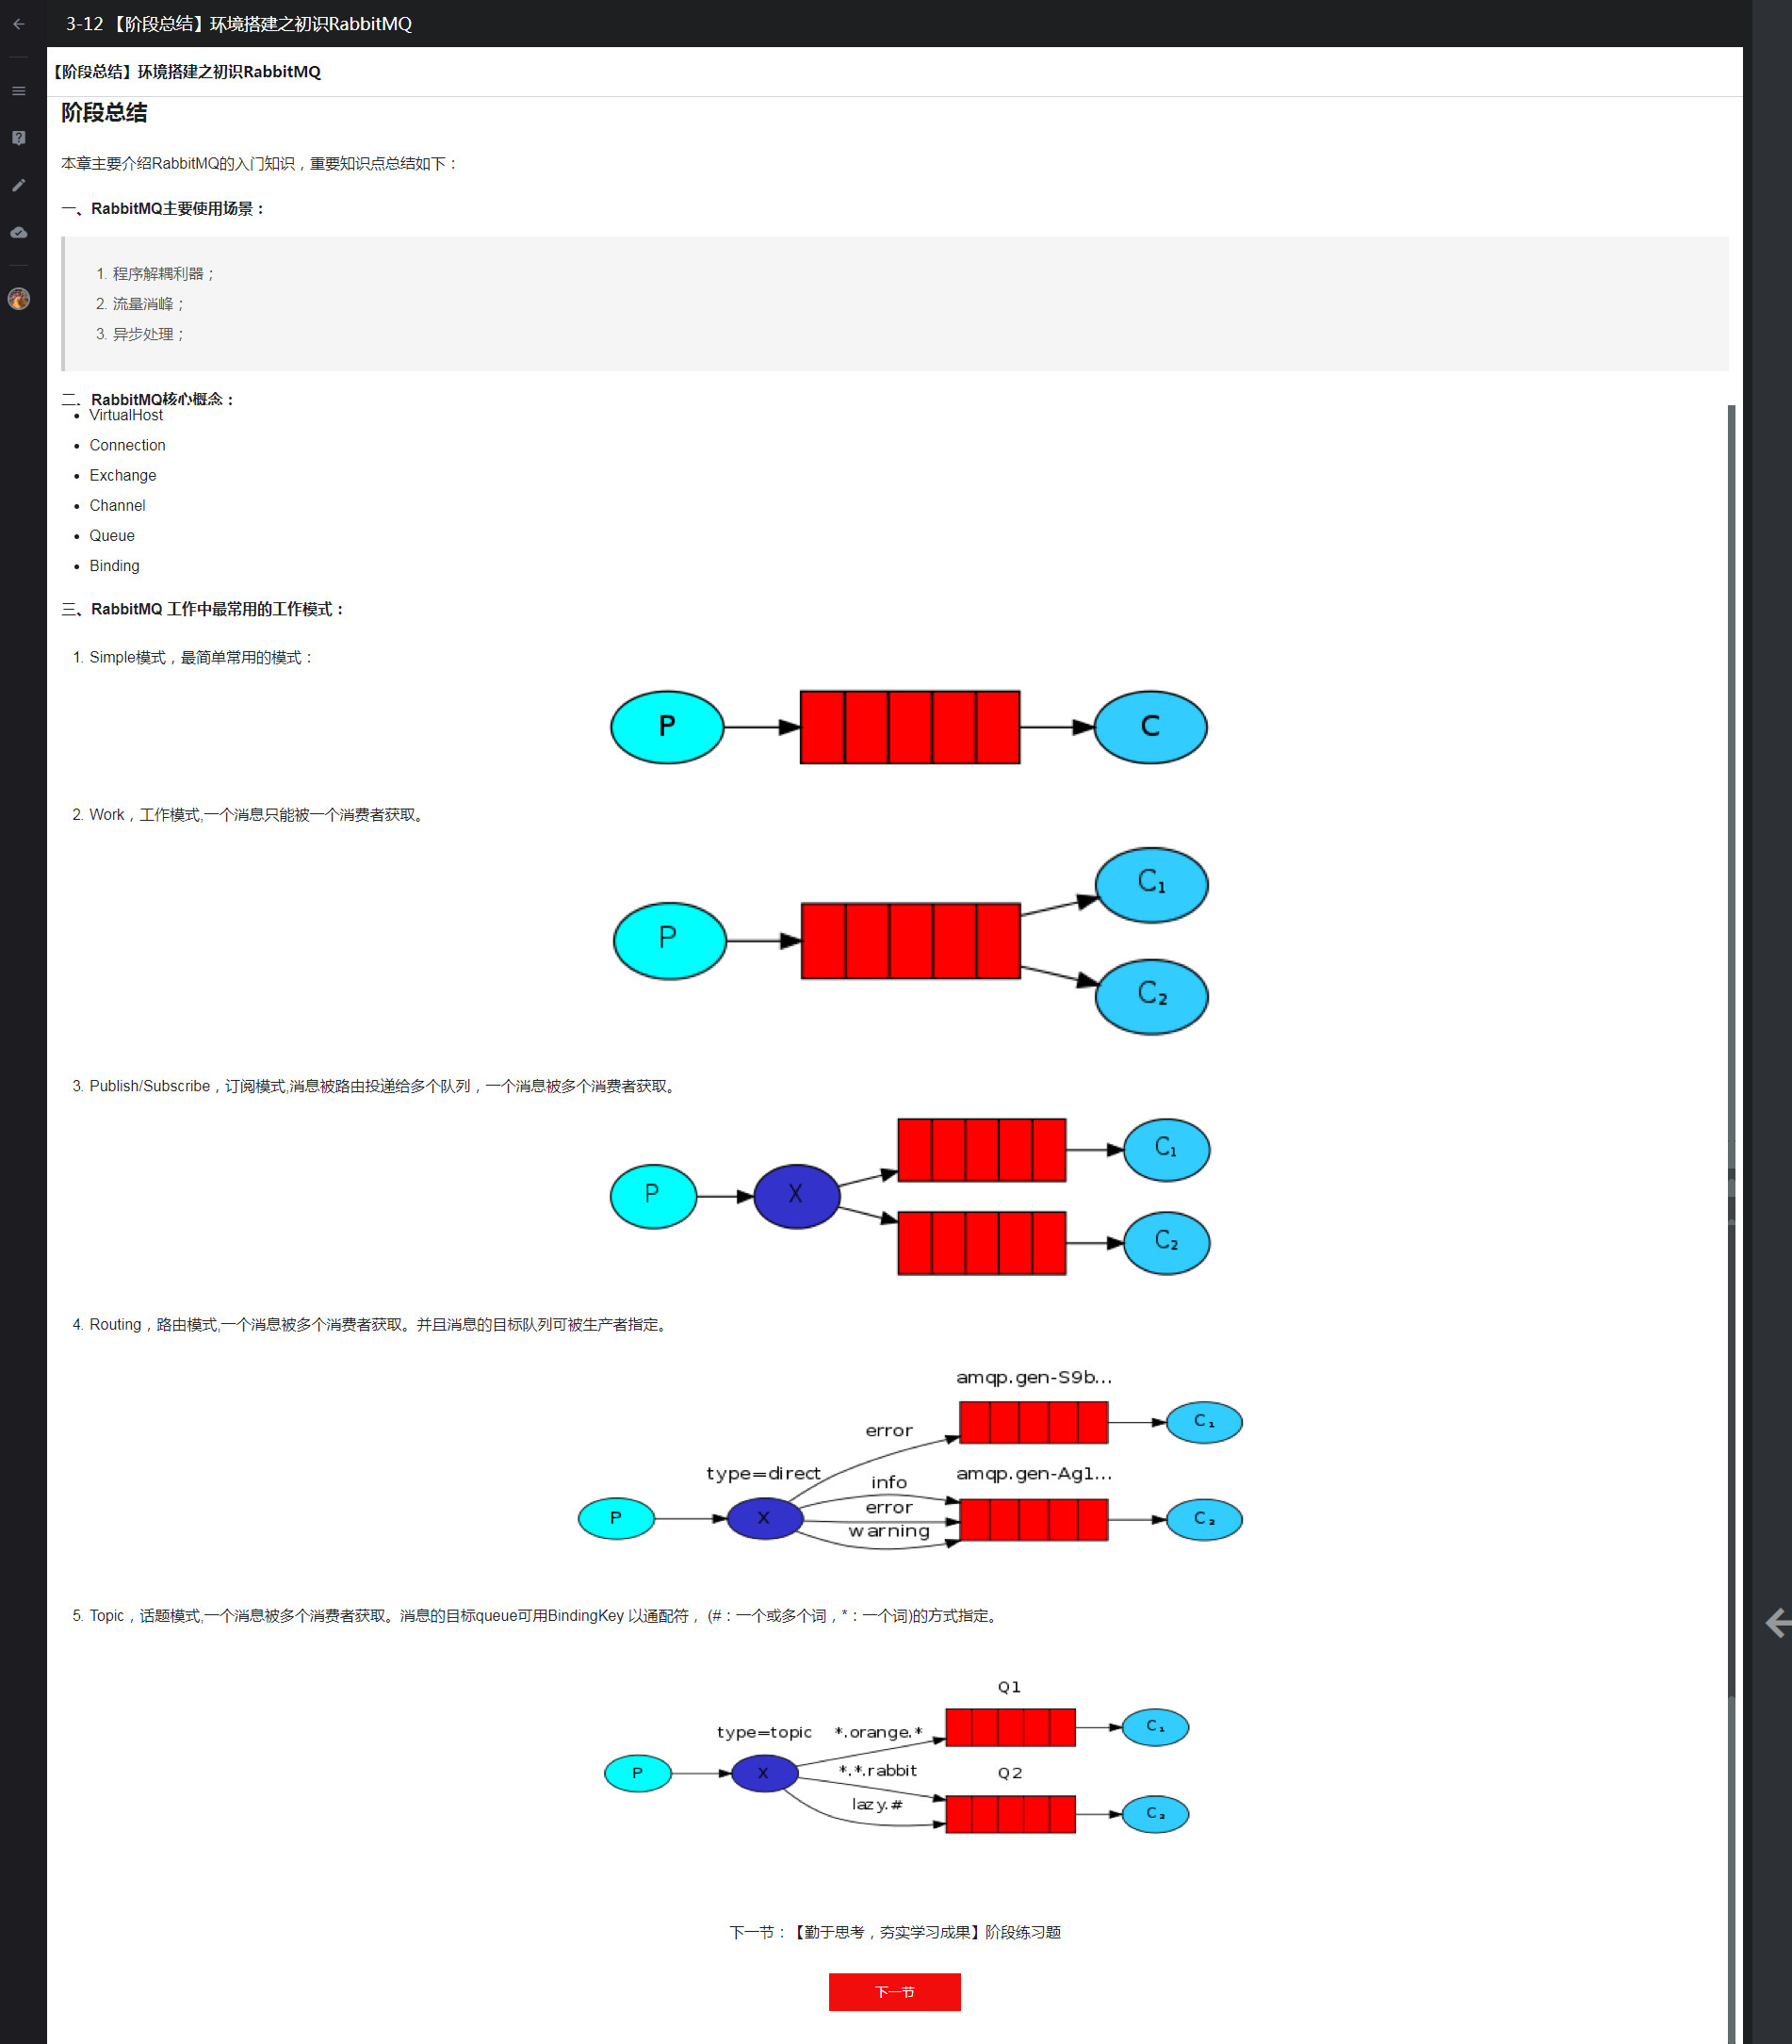 3-12 【阶段总结】环境搭建之初识RabbitMQ
【阶段总结】环境搭建之初识RabbitMQ
阶段总结
本章主要介绍RabbitMQ的入门知识，重要知识点总结如下：
一、RabbitMQ主要使用场景：
1. 程序解耦利器；
2. 流量消峰；
3. 异步处理；
二、RabbitMQ核心概念：
• VirtualHost
• Connection
• Exchange
• Channel
• Queue
• Binding
三、RabbitMQ 工作中最常用的工作模式：
1. Simple模式，最简单常用的模式：
P
C
2. Work，工作模式,一个消息只能被一个消费者获取。
C₁
P
C₂
3. Publish/Subscribe，订阅模式,消息被路由投递给多个队列，一个消息被多个消费者获取。
C₁
P
X
C₂
4. Routing，路由模式,一个消息被多个消费者获取。并且消息的目标队列可被生产者指定。
amqp.gen-S9b...
C₁
error
type=direct
amqp.gen-Ag1...
info
error
P
X
C₂
warning
5. Topic，话题模式,一个消息被多个消费者获取。消息的目标queue可用BindingKey 以通配符， (#：一个或多个词，*：一个词)的方式指定。
Q1
C₁
type=topic
*.orange.*
*.*.rabbit
Q2
P
X
lazy.#
C₂
下一节：【勤于思考，夯实学习成果】阶段练习题
下一节